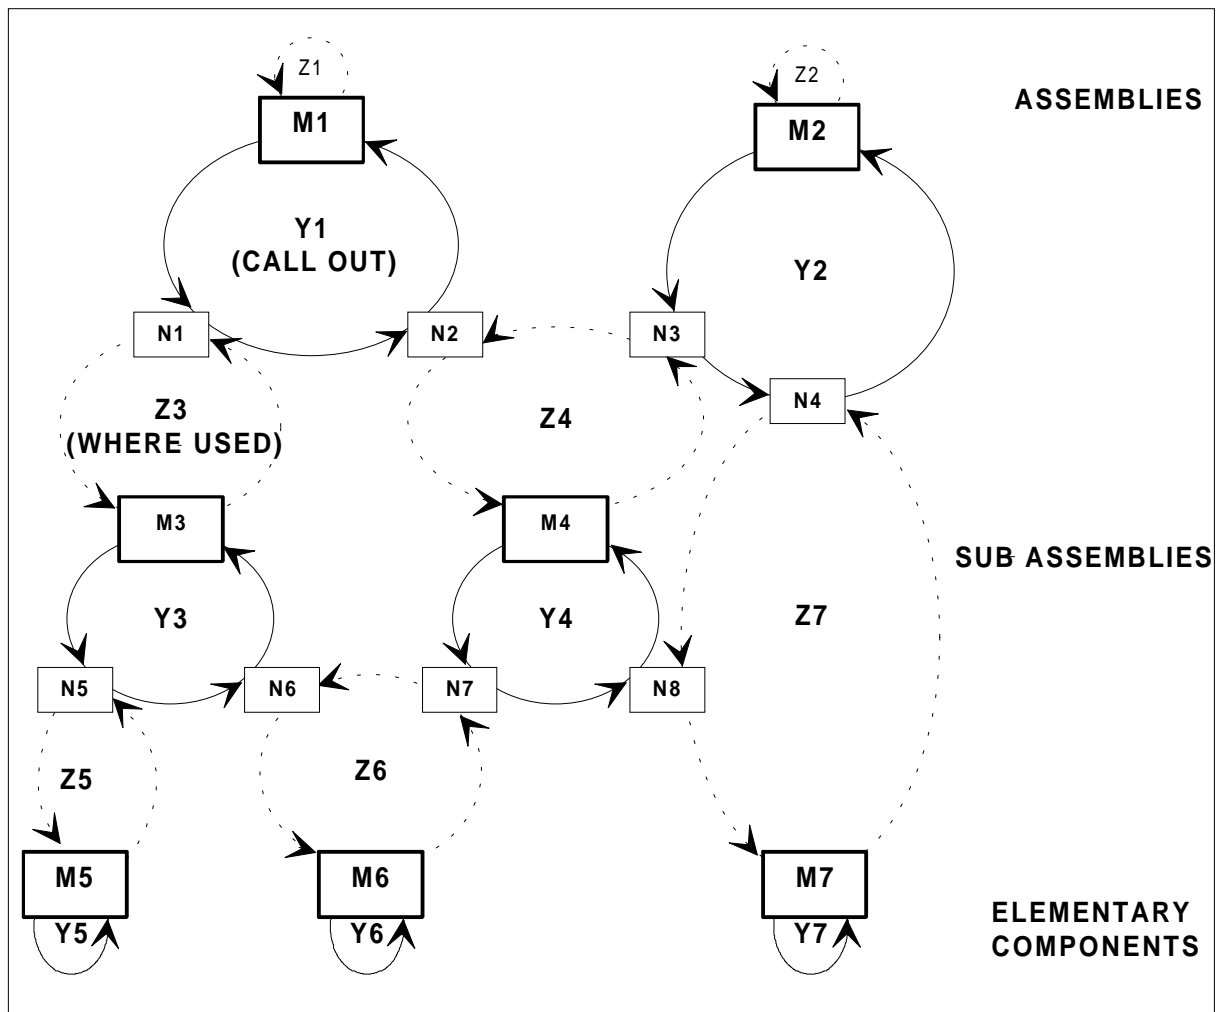 Z1
Z2
ASSEMBLIES
M1
M2
Y1
(CALL OUT)
Y2
N1
N2
N3
N4
Z3
(WHERE USED)
Z4
M3
M4
SUB ASSEMBLIES
Y3
Y4
Z7
N5
N6
N7
N8
Z5
Z6
M5
M6
M7
Y5
Y6
Y7
ELEMENTARY
COMPONENTS